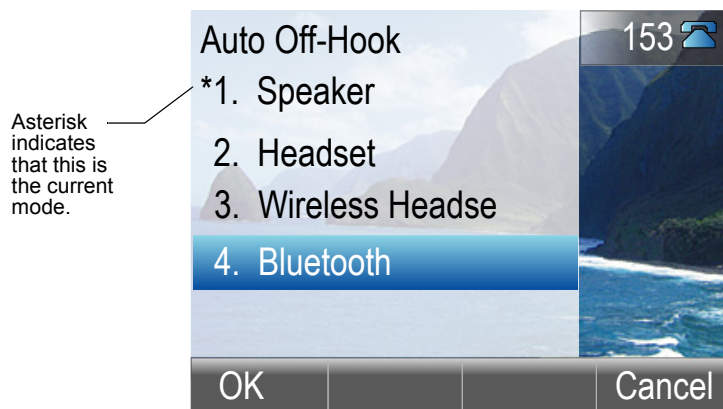 Auto Off-Hook
153
*1. Speaker
Asterisk
indicates
that this is
the current
mode.
2. Headset
3. Wireless Headse
4. Bluetooth
OK
Cancel